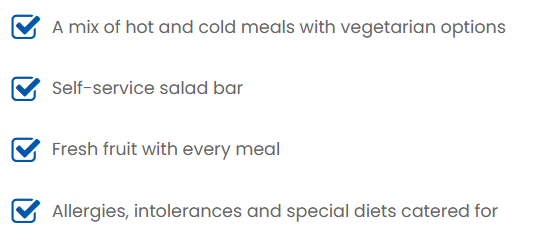 A mix of hot and cold meals with vegetarian options
Self-service salad bar
Fresh fruit with every meal
Allergies, intolerances and special diets catered for